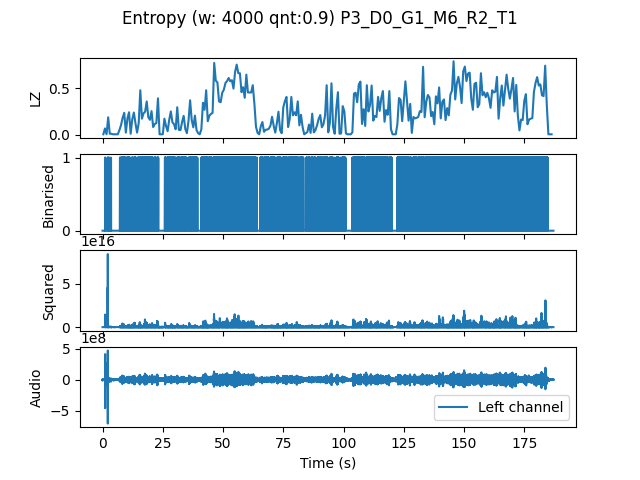 Entropy (w: 4000 qnt:0.9) P3_D0_G1_M6_R2_T1
LZ
0.5
0.0
Binarised
1
0
1e16
Squared
5
0
1e8
Audio
5
0
−5
Left channel
0 25 50 75 100 125 150 175
Time (s)